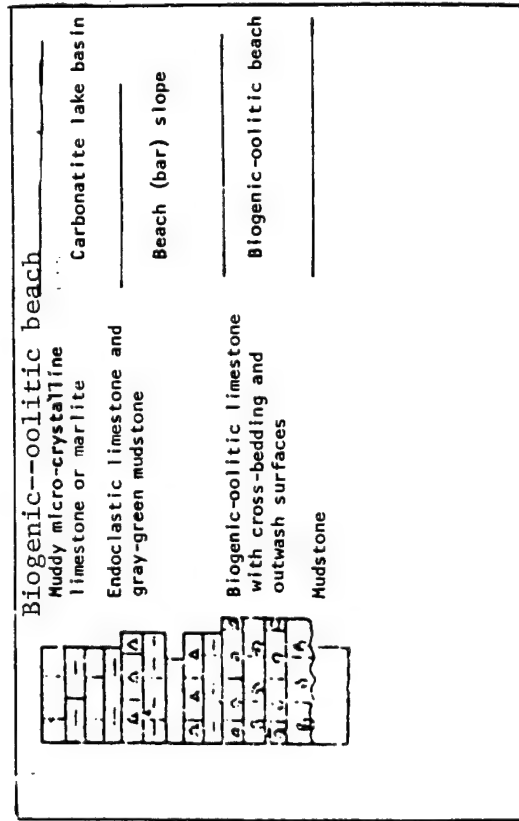 Biogenic--oolitic beach
Muddy micro-crystalline
limestone or marlite
Carbonatite lake basin
Endoclastic limestone and
gray-green mudstone
Beach (bar) slope
Biogenic-oolitic limestone
with cross-bedding and
outwash surfaces
Biogenic-oolitic beach
Mudstone